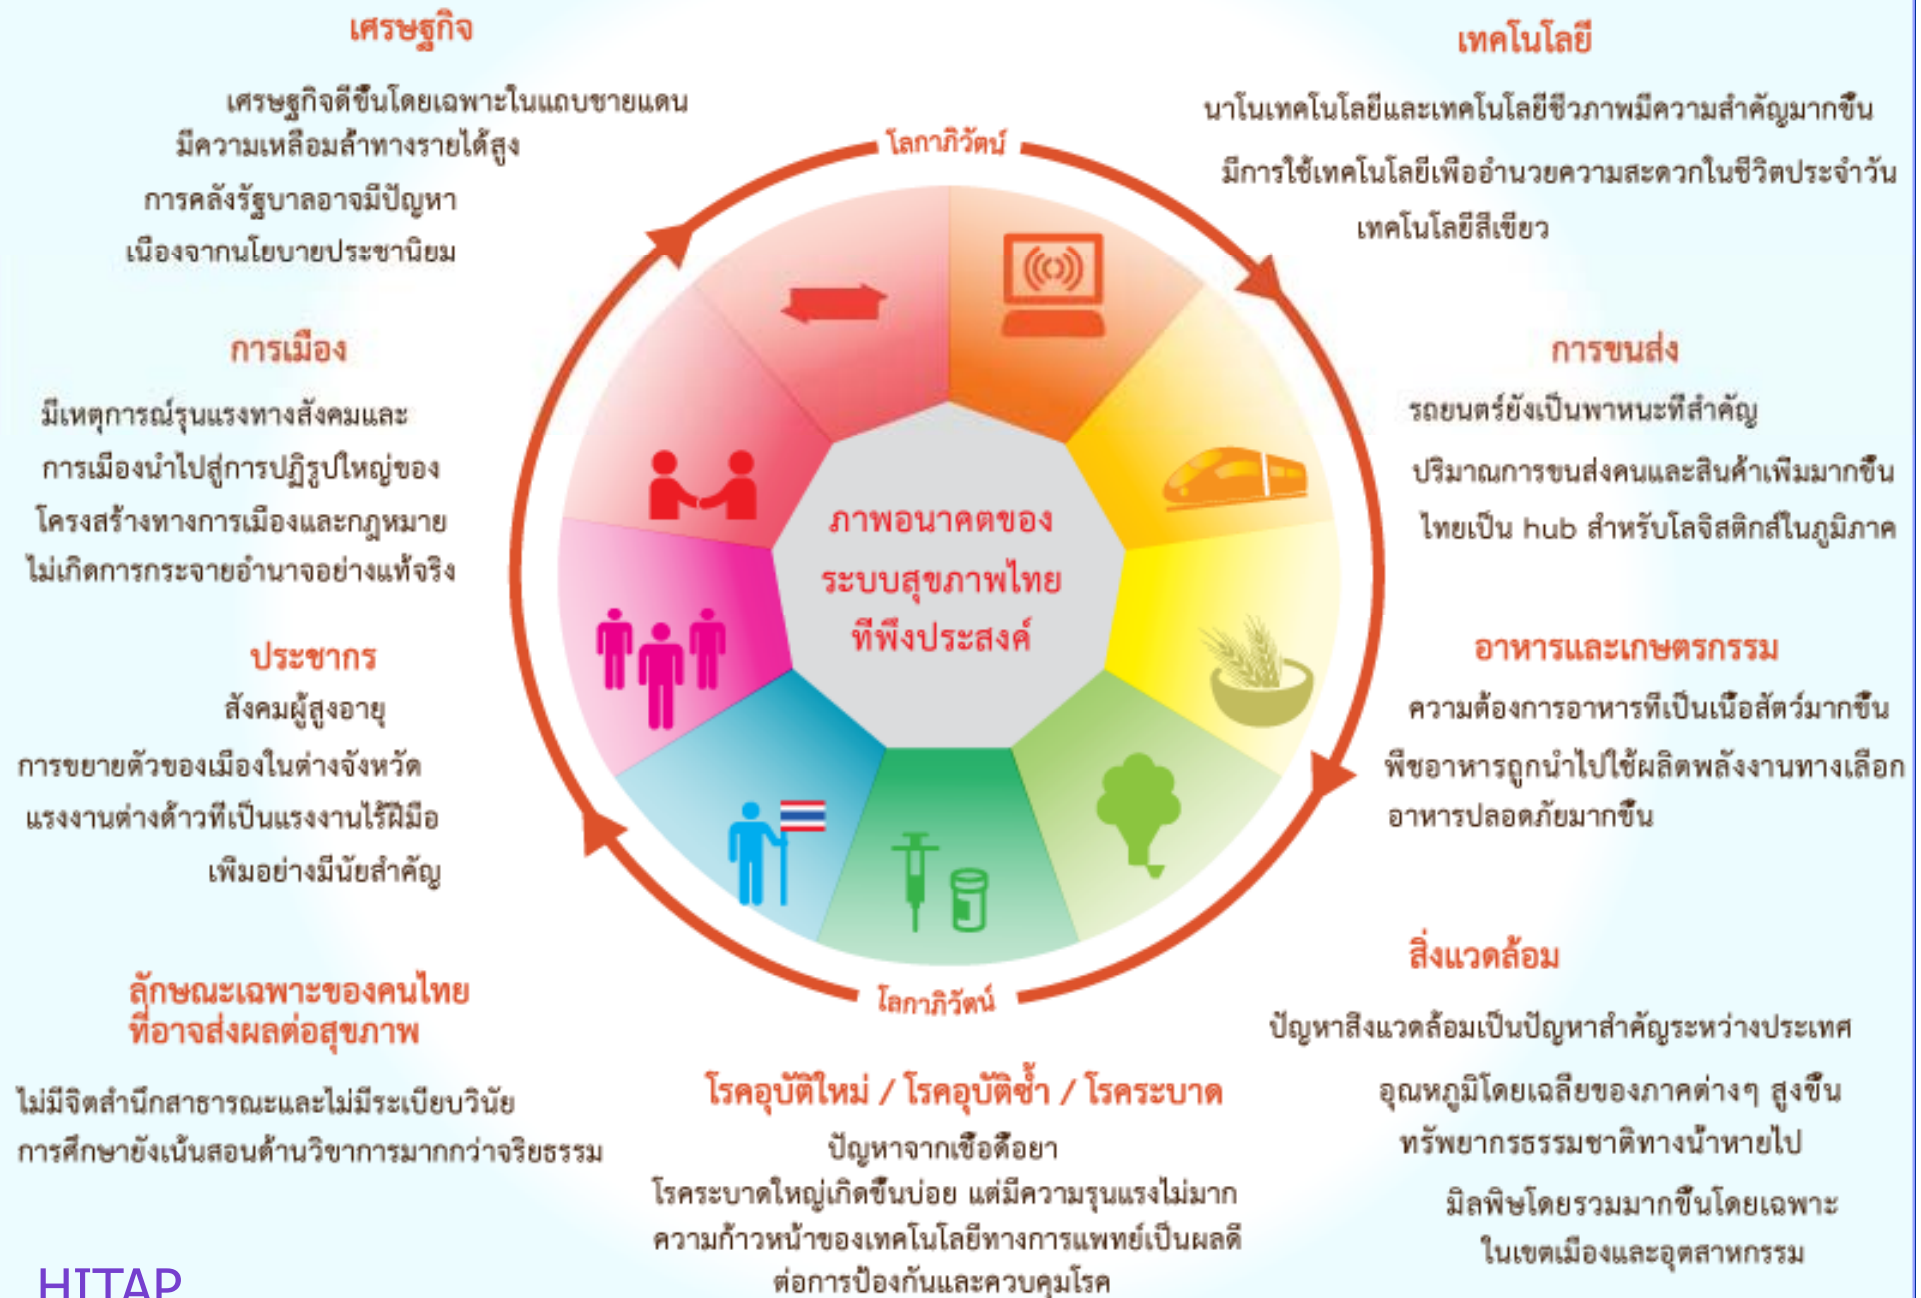 เศรษฐกิจ
เศรษฐกิจดีขึ้นโดยเฉพาะในแถบชายแดน
มีความเหลื่อมล้ำทางรายได้สูง
การคลังรัฐบาลอาจมีปัญหา
เนื่องจากนโยบายประชานิยม
การเมือง
มีเหตุการณ์รุนแรงทางสังคมและ
การเมืองนำไปสู่การปฏิรูปใหญ่ของ
โครงสร้างทางการเมืองและกฎหมาย
ไม่เกิดการกระจายอำนาจอย่างแท้จริง
ประชากร
สังคมผู้สูงอายุ
การขยายตัวของเมืองในต่างจังหวัด
แรงงานต่างด้าวที่เป็นแรงงานไร้ฝีมือ
เพิ่มอย่างมีนัยสำคัญ
ลักษณะเฉพาะของคนไทย
ที่อาจส่งผลต่อสุขภาพ
ไม่มีจิตสำนึกสาธารณะและไม่มีระเบียบวินัย
การศึกษายังเน้นสอนด้านวิชาการมากกว่าจริยธรรม
HITAP
โลกาภิวัตน์
ภาพอนาคตของ
ระบบสุขภาพไทย
ที่พึงประสงค์
โลกาภิวัตน์
โรคอุบัติใหม่ / โรคอุบัติซ้ำ / โรคระบาด
ปัญหาจากเชื้อดื้อยา
โรคระบาดใหญ่เกิดขึ้นบ่อย แต่มีความรุนแรงไม่มาก
ความก้าวหน้าของเทคโนโลยีทางการแพทย์เป็นผลดี
ต่อการป้องกันและควบคุมโรค
เทคโนโลยี
นาโนเทคโนโลยีและเทคโนโลยีชีวภาพมีความสำคัญมากขึ้น
มีการใช้เทคโนโลยีเพื่ออำนวยความสะดวกในชีวิตประจำวัน
เทคโนโลยีสีเขียว
การขนส่ง
รถยนตร์ยังเป็นพาหนะที่สำคัญ
ปริมาณการขนส่งคนและสินค้าเพิ่มมากขึ้น
ไทยเป็น hub สำหรับโลจิสติกส์ในภูมิภาค
อาหารและเกษตรกรรม
ความต้องการอาหารที่เป็นเนื้อสัตว์มากขึ้น
พืชอาหารถูกนำไปใช้ผลิตพลังงานทางเลือก
อาหารปลอดภัยมากขึ้น
สิ่งแวดล้อม
ปัญหาสิ่งแวดล้อมเป็นปัญหาสำคัญระหว่างประเทศ
อุณหภูมิโดยเฉลี่ยของภาคต่างๆ สูงขึ้น
ทรัพยากรธรรมชาติทางน้ำหายไป
มีลพิษโดยรวมมากขึ้นโดยเฉพาะ
ในเขตเมืองและอุตสาหกรรม